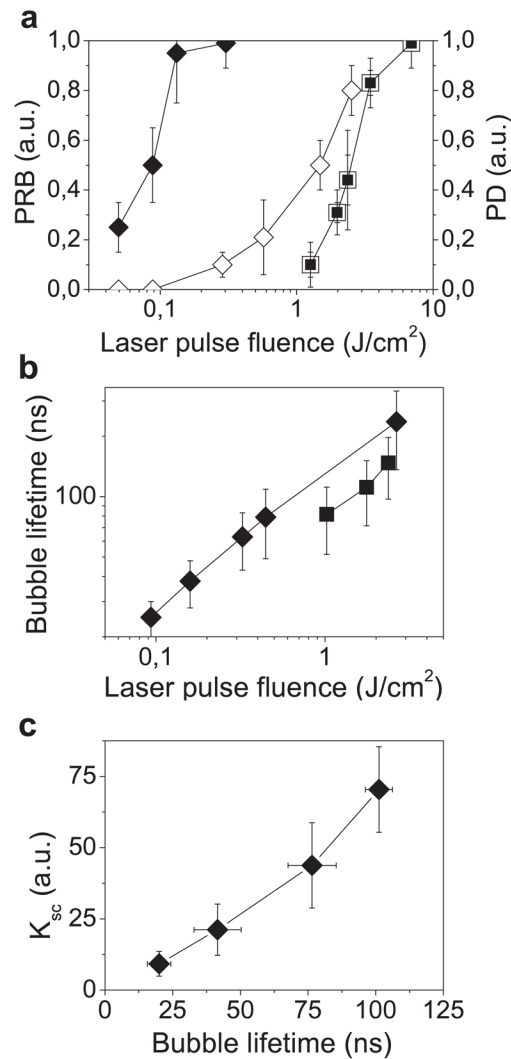 a
1,0
0,8
0,6
0,4
0,2
0,0
PRB (a.u.)
1,0
0,8
0,6
0,4
0,2
0,0
PD (a.u.)
0,1 1 10
Laser pulse fluence (J/cm²)
b
Bubble lifetime (ns)
100
0,1 1
Laser pulse fluence (J/cm²)
c
K_sc (a.u.)
75
50
25
0
0 25 50 75 100 125
Bubble lifetime (ns)